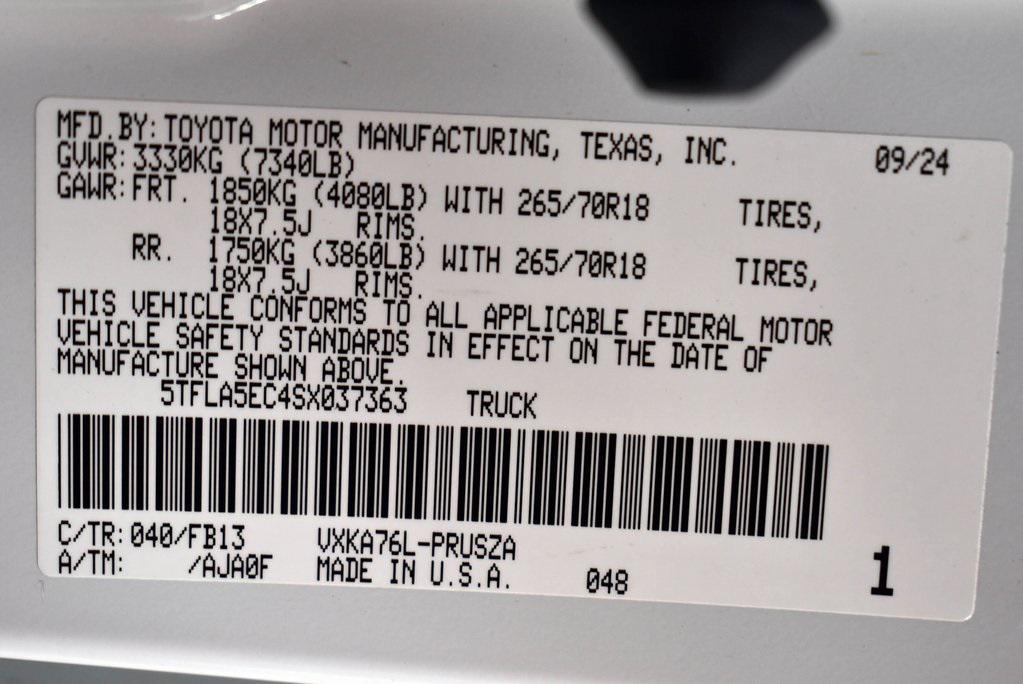 MFD.BY: TOYOTA MOTOR MANUFACTURING, TEXAS, INC. 09/24
GVWR: 3330KG (7340LB)
GAWR: FRT. 1850KG (4080LB) WITH 265/70R18 TIRES,
18X7.5J RIMS.
RR. 1750KG (3860LB) WITH 265/70R18 TIRES,
18X7.5J RIMS.
THIS VEHICLE CONFORMS TO ALL APPLICABLE FEDERAL MOTOR
VEHICLE SAFETY STANDARDS IN EFFECT ON THE DATE OF
MANUFACTURE SHOWN ABOVE.
5TFLA5EC4SX037363 TRUCK
C/TR: 040/FB13 VXKA76L-PRUSZA
A/TM: /AJA0F MADE IN U.S.A. 048
1